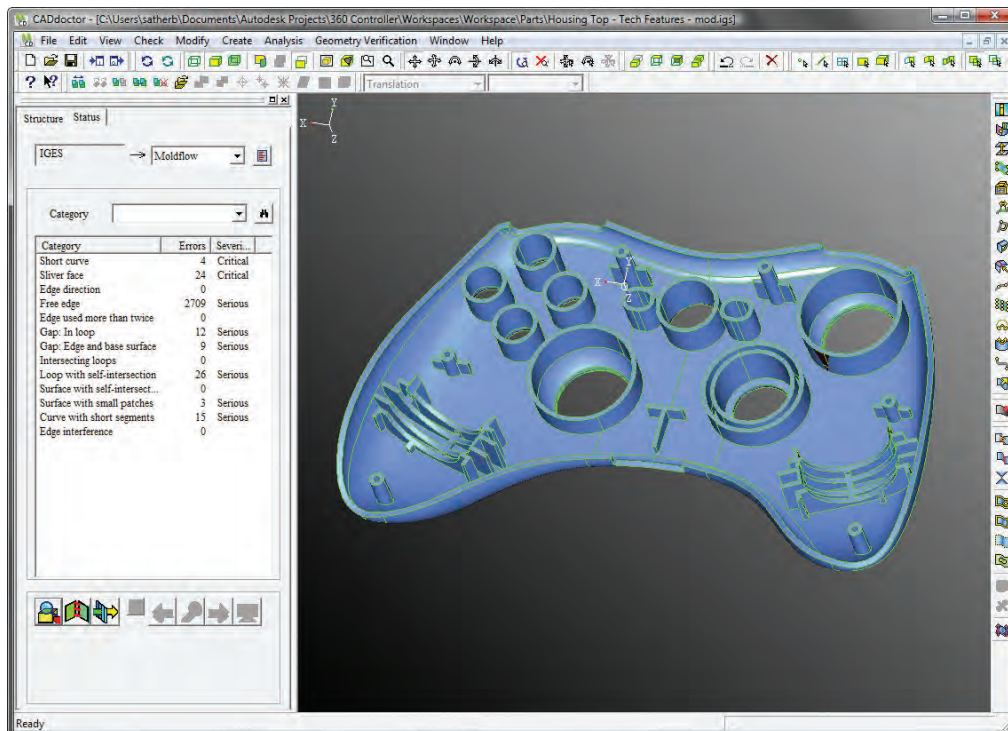 CADdoctor - [C:\Users\satherb\Documents\Autodesk Projects\360 Controller\Workspaces\Workspace\Parts\Housing Top - Tech Features - mod.igs]
File Edit View Check Modify Create Analysis Geometry Verification Window Help
Translation
Structure Status
IGES Moldflow
Category
Category Errors Severi...
Short curve 4 Critical
Sliver face 24 Critical
Edge direction 0
Free edge 2709 Serious
Edge used more than twice 0
Gap: In loop 12 Serious
Gap: Edge and base surface 9 Serious
Intersecting loops 0
Loop with self-intersection 26 Serious
Surface with self-intersect... 0
Surface with small patches 3 Serious
Curve with short segments 15 Serious
Edge interference 0
Y
X
Z
Y
X
Z
Ready